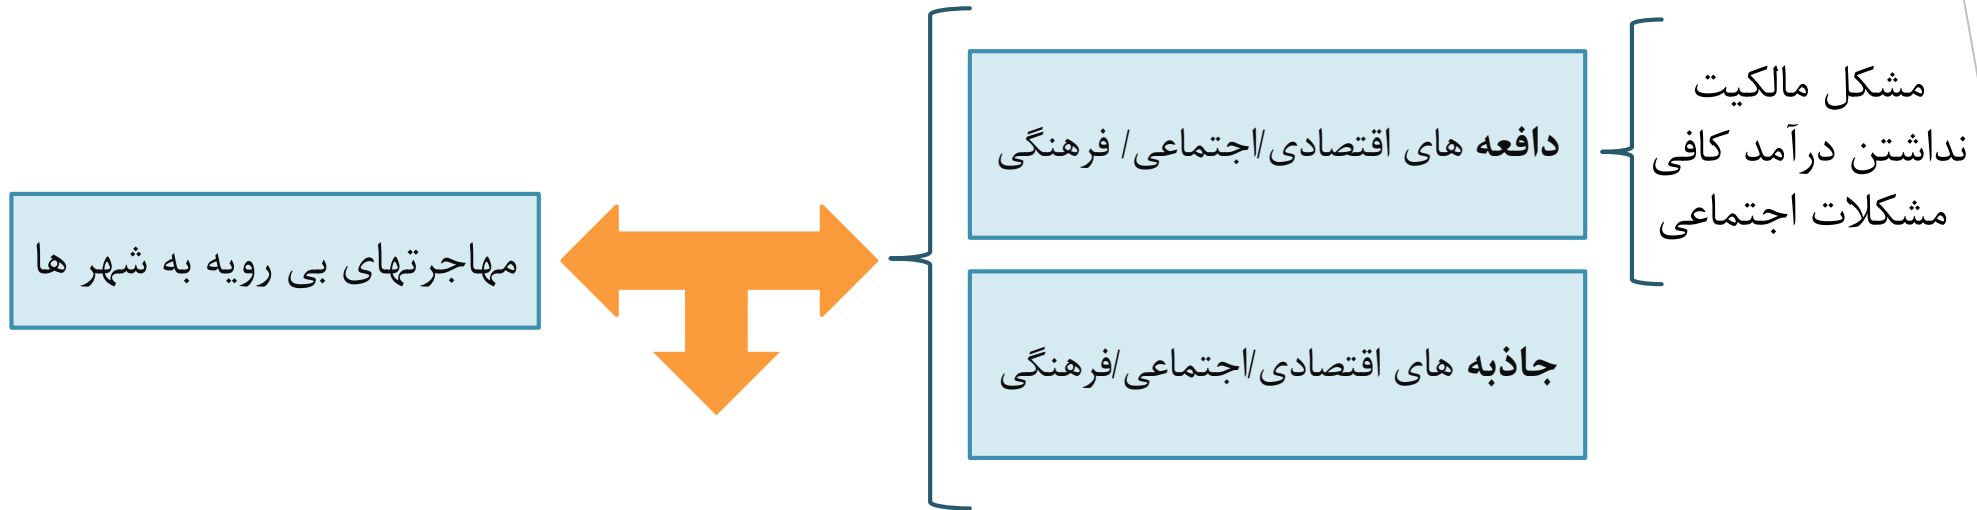 مشکل مالکیت
نداشتن درآمد کافی
مشکلات اجتماعی
دافعه های اقتصادی/اجتماعی/ فرهنگی
جاذبه های اقتصادی/اجتماعی/فرهنگی
مهاجرتهای بی رویه به شهر ها